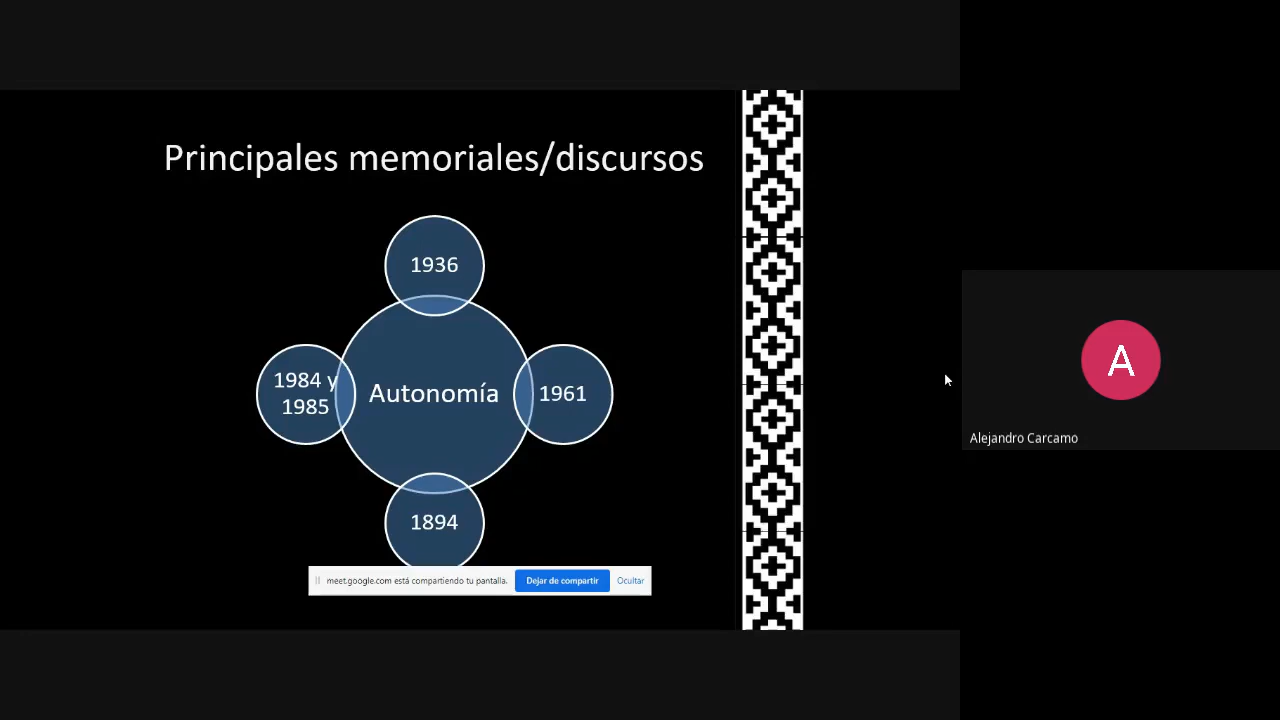 Principales memoriales/discursos
1936
1984 y
1985
Autonomía
1961
1894
meet.google.com está compartiendo tu pantalla.
Dejar de compartir
Ocultar
A
Alejandro Carcamo